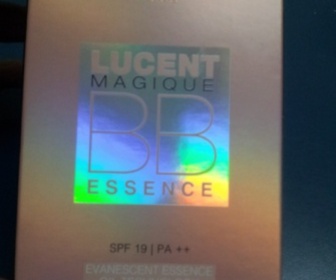 LUCENT
MAGIQUE
BB
ESSENCE
SPF 19 | PA ++
EVANESCENT ESSENCE